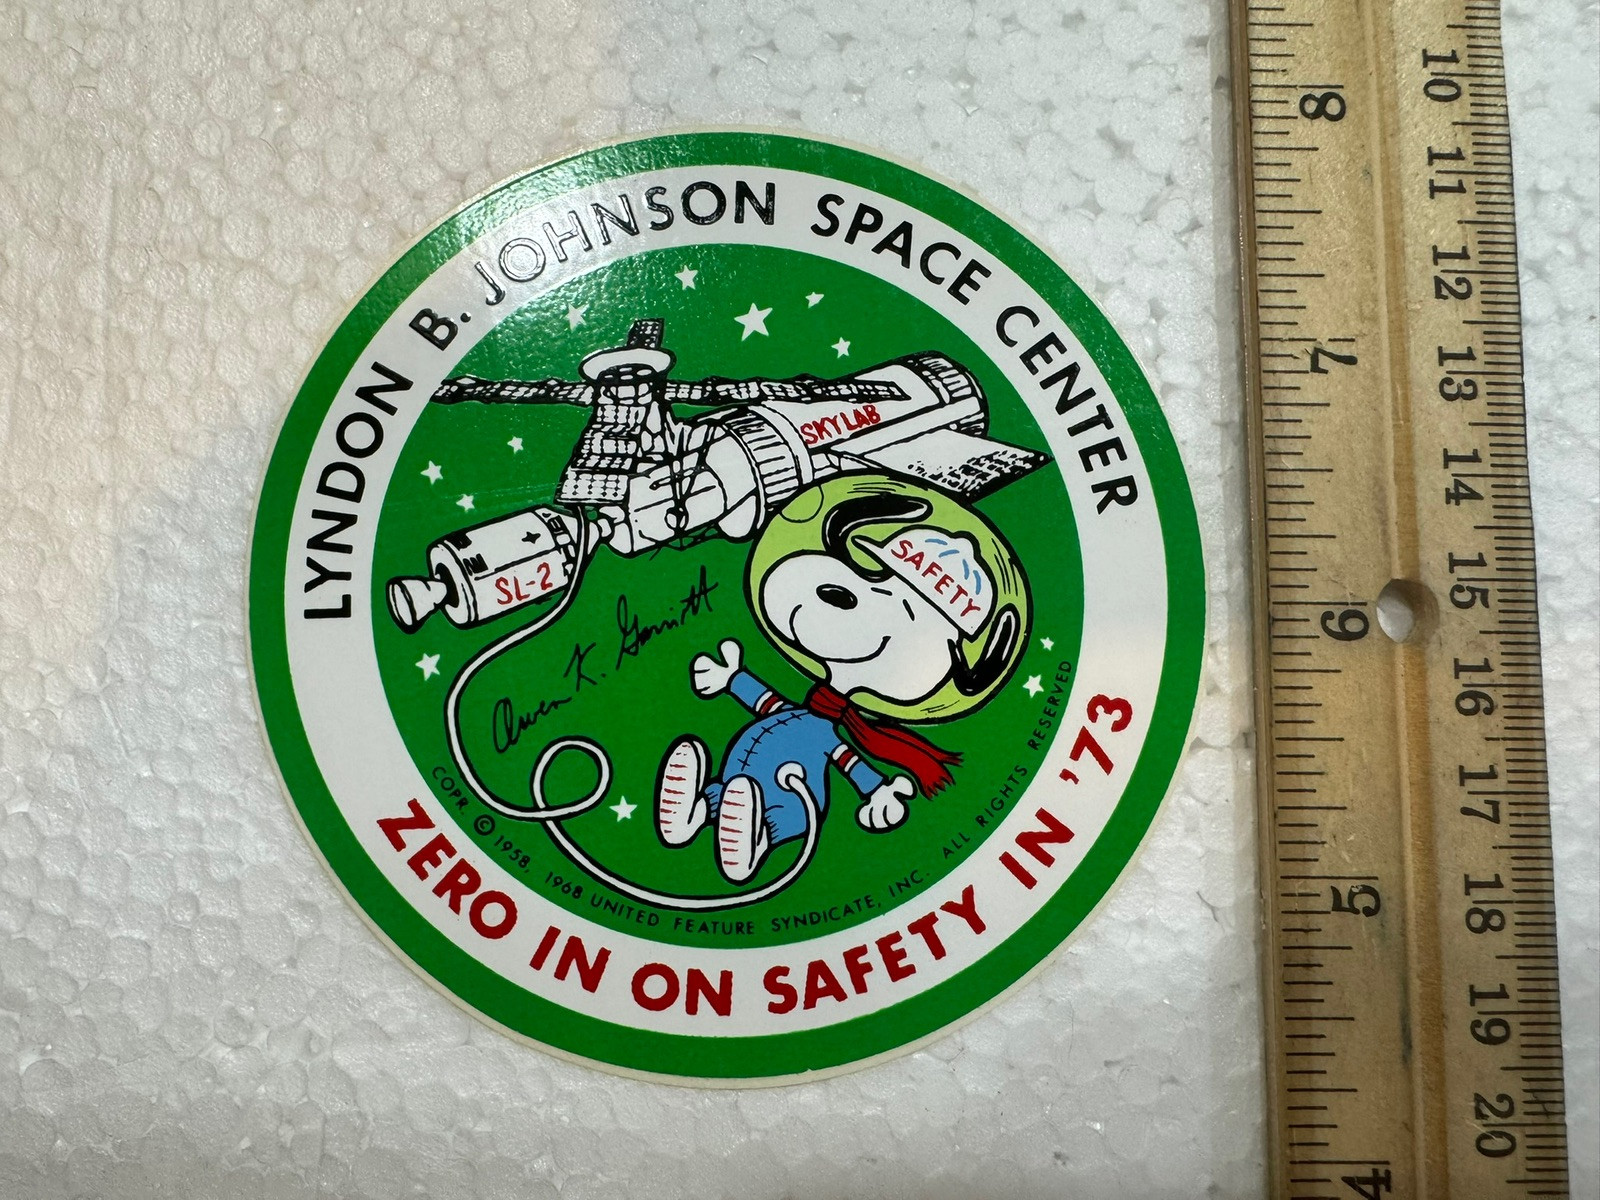 LYNDON B. JOHNSON SPACE CENTER
SKYLAB
SL-2
SAFETY
Owen K. Garriott
COPR. © 1958, 1968 UNITED FEATURE SYNDICATE, INC. ALL RIGHTS RESERVED
ZERO IN ON SAFETY IN '73
8
7
6
5
4
10
11
12
13
14
15
16
17
18
19
20